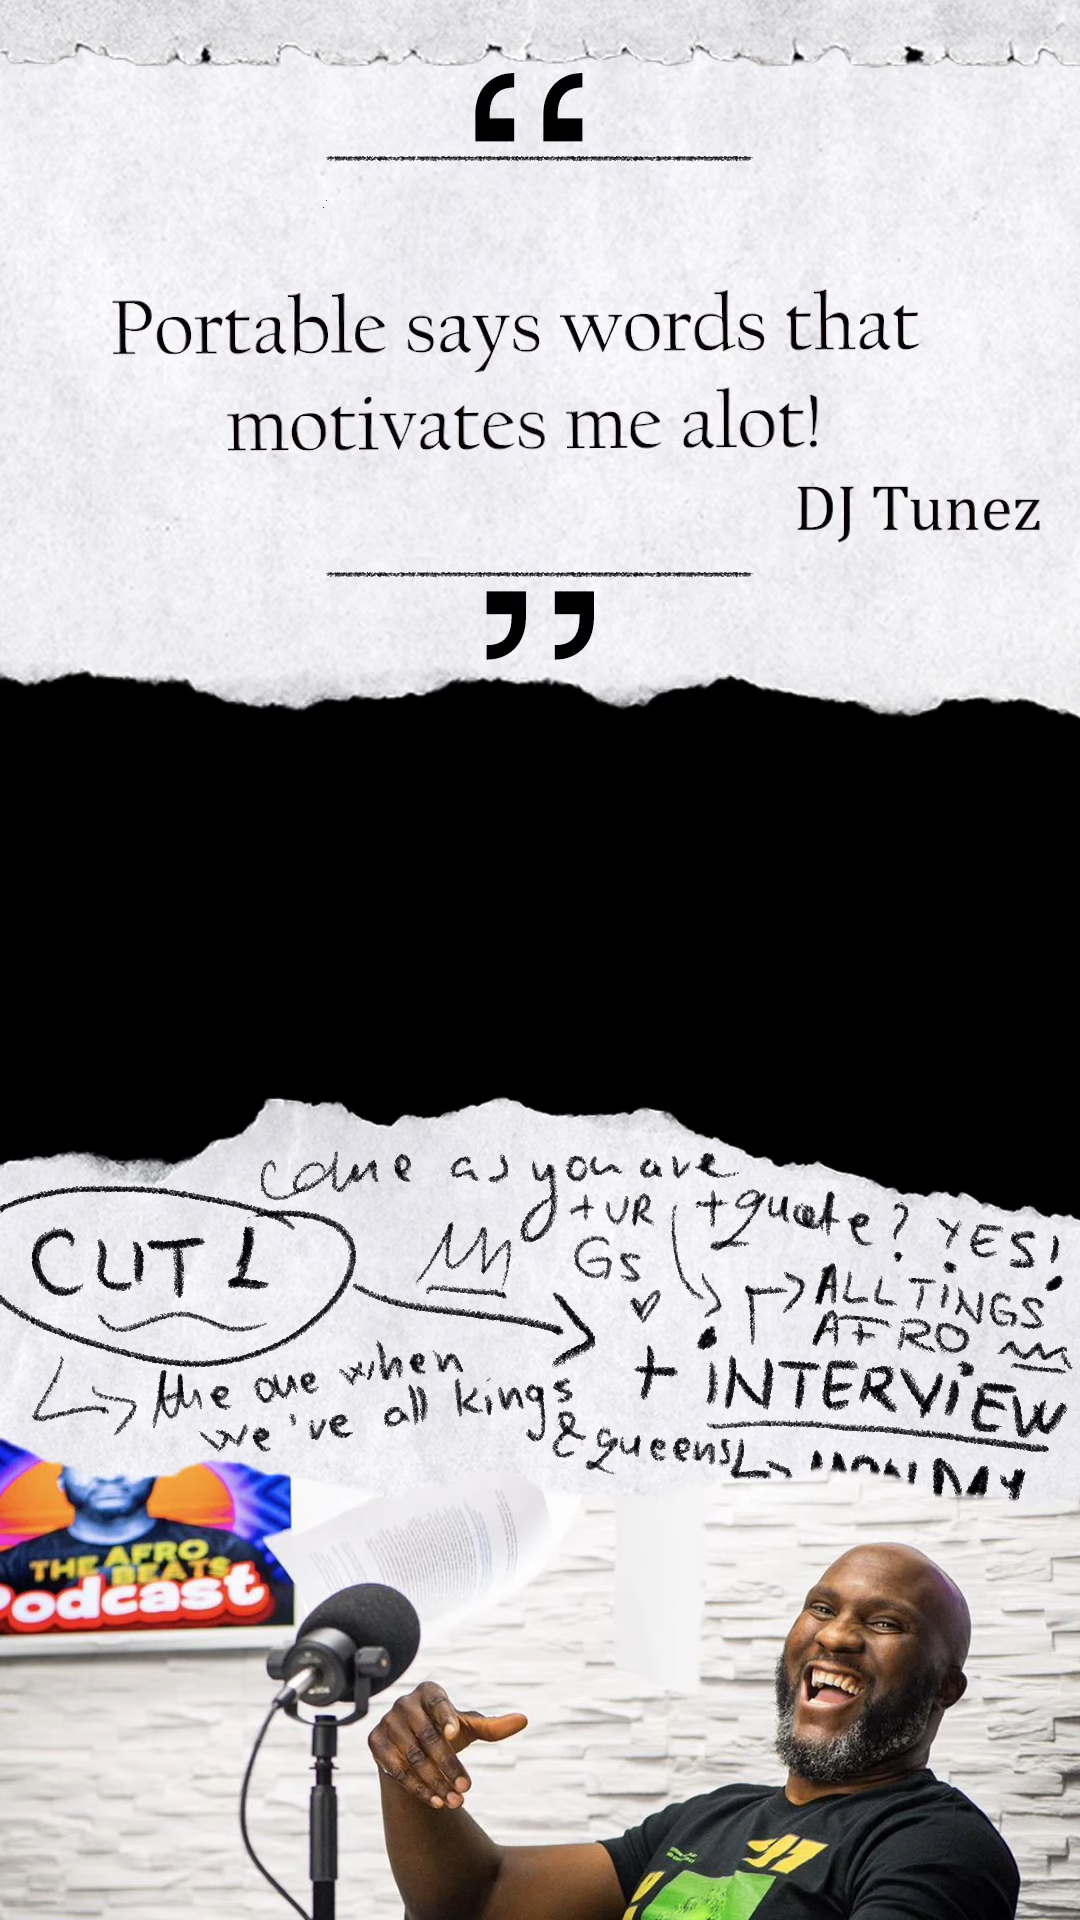 “
Portable says words that
motivates me alot!
DJ Tunez
”
come as you are
+ UR
Gs
+ quote? YES!
CUT 1
ALL TINGS
AFRO
the one when
we've all kings
& queens
+ INTERVIEW
THE AFRO
BEATS
Podcast